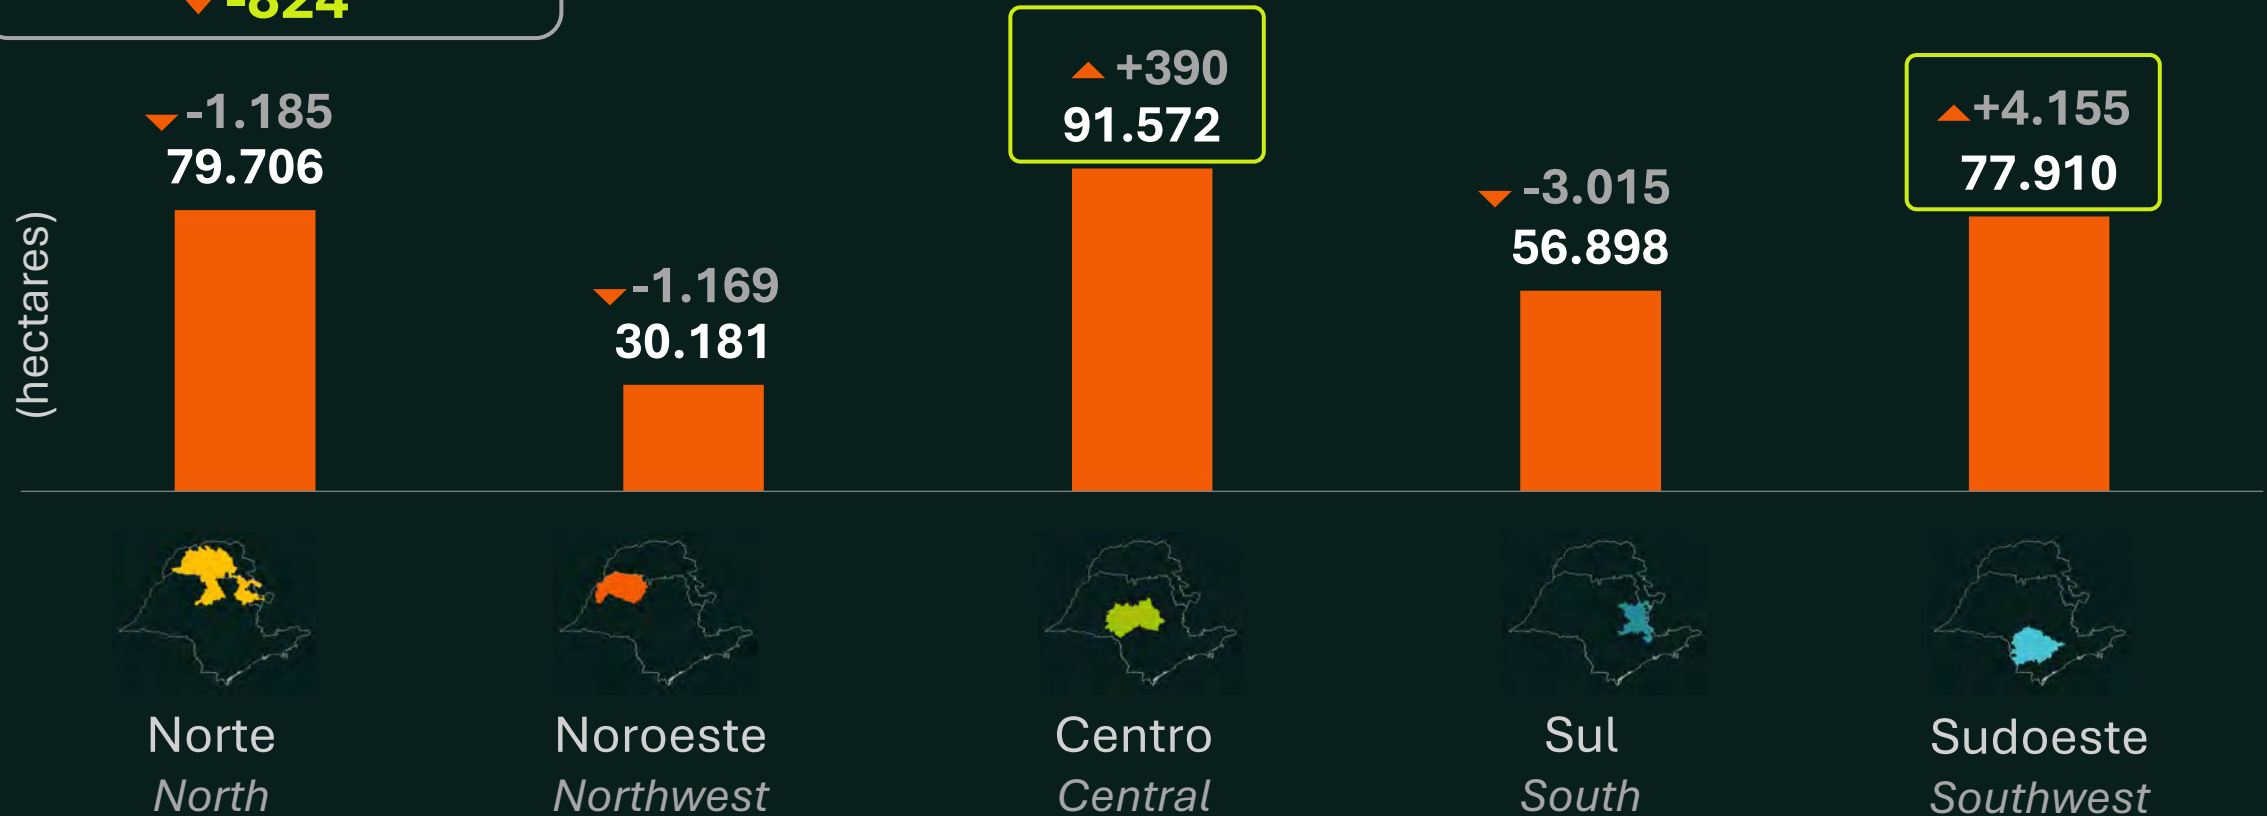 -824
-1.185
79.706
-1.169
30.181
+390
91.572
-3.015
56.898
+4.155
77.910
(hectares)
Norte
North
Noroeste
Northwest
Centro
Central
Sul
South
Sudoeste
Southwest